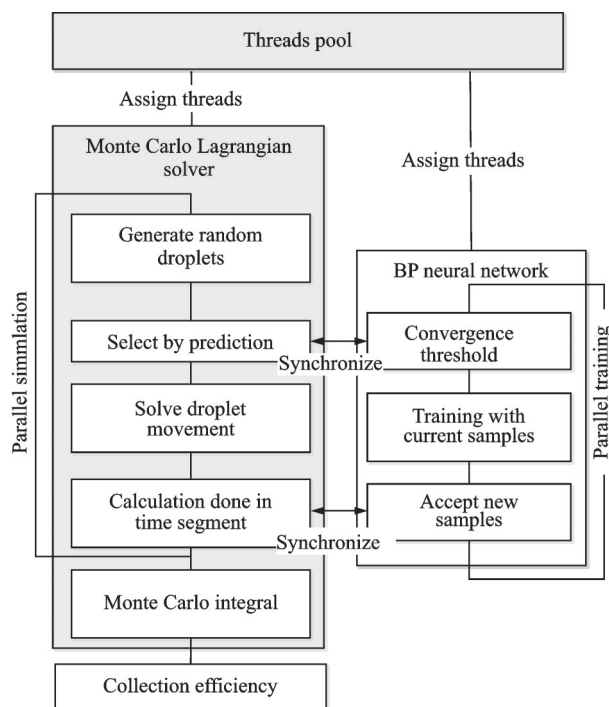 Threads pool
Assign threads
Monte Carlo Lagrangian
solver
Assign threads
Generate random
droplets
BP neural network
Parallel simmlation
Select by prediction
Synchronize
Convergence
threshold
Solve droplet
movement
Training with
current samples
Parallel training
Calculation done in
time segment
Synchronize
Accept new
samples
Monte Carlo integral
Collection efficiency